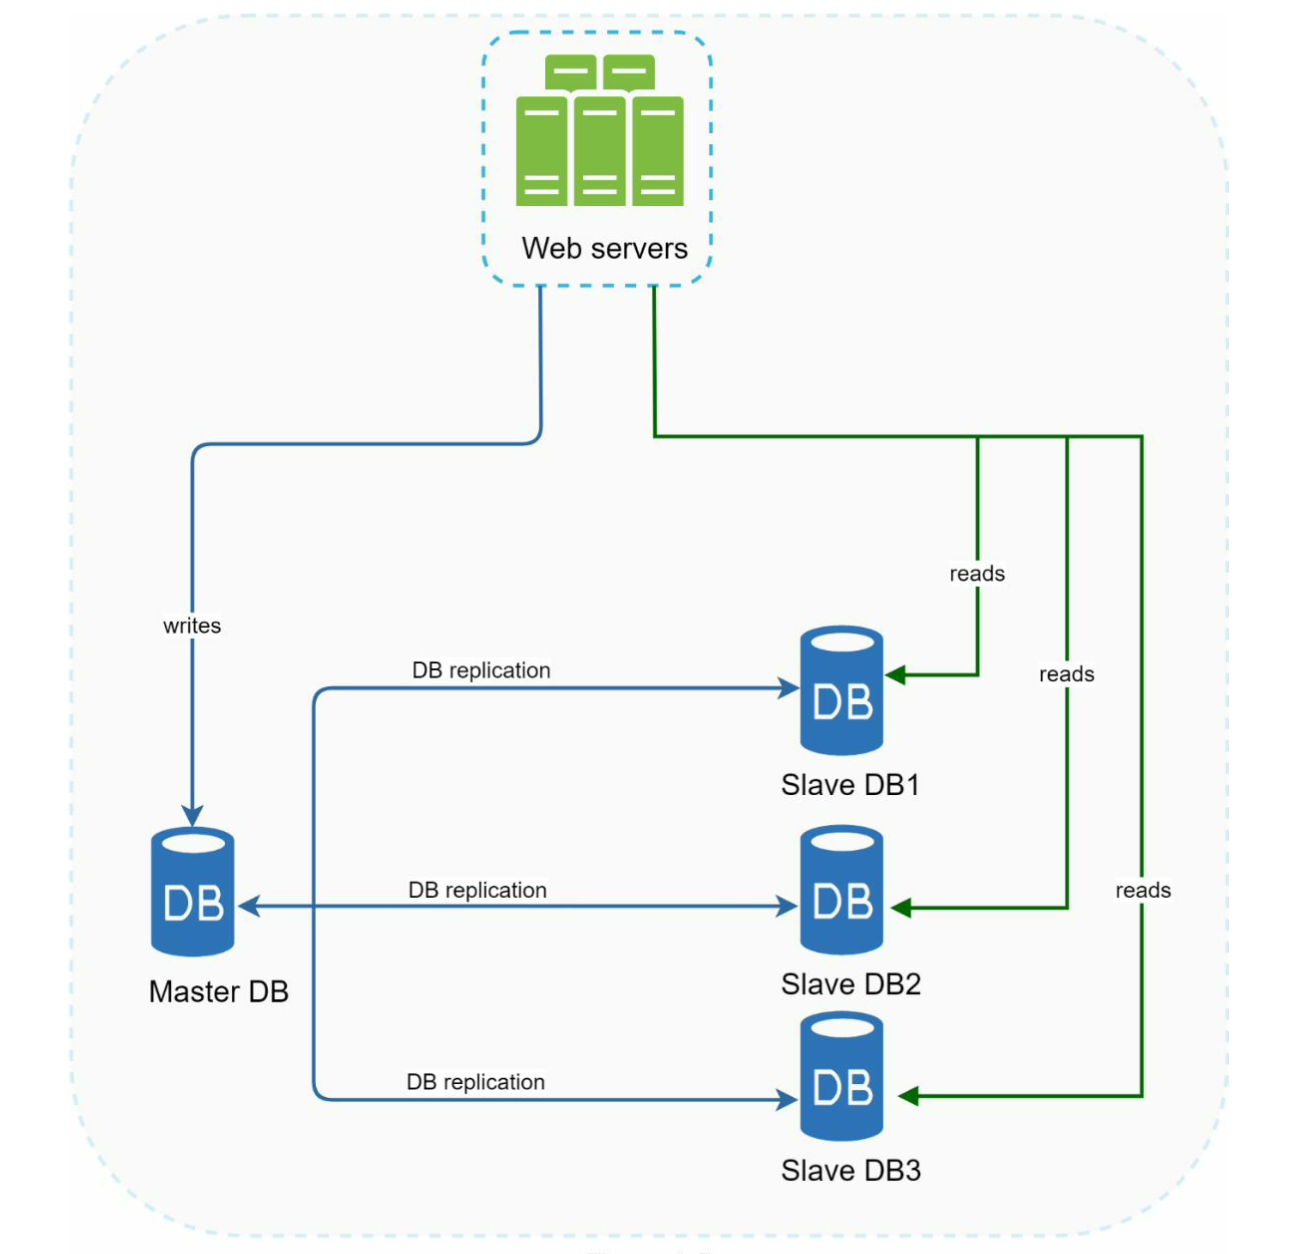 Web servers
reads
writes
DB replication
reads
DB
Slave DB1
DB replication
reads
DB
DB
Master DB
Slave DB2
DB replication
DB
Slave DB3